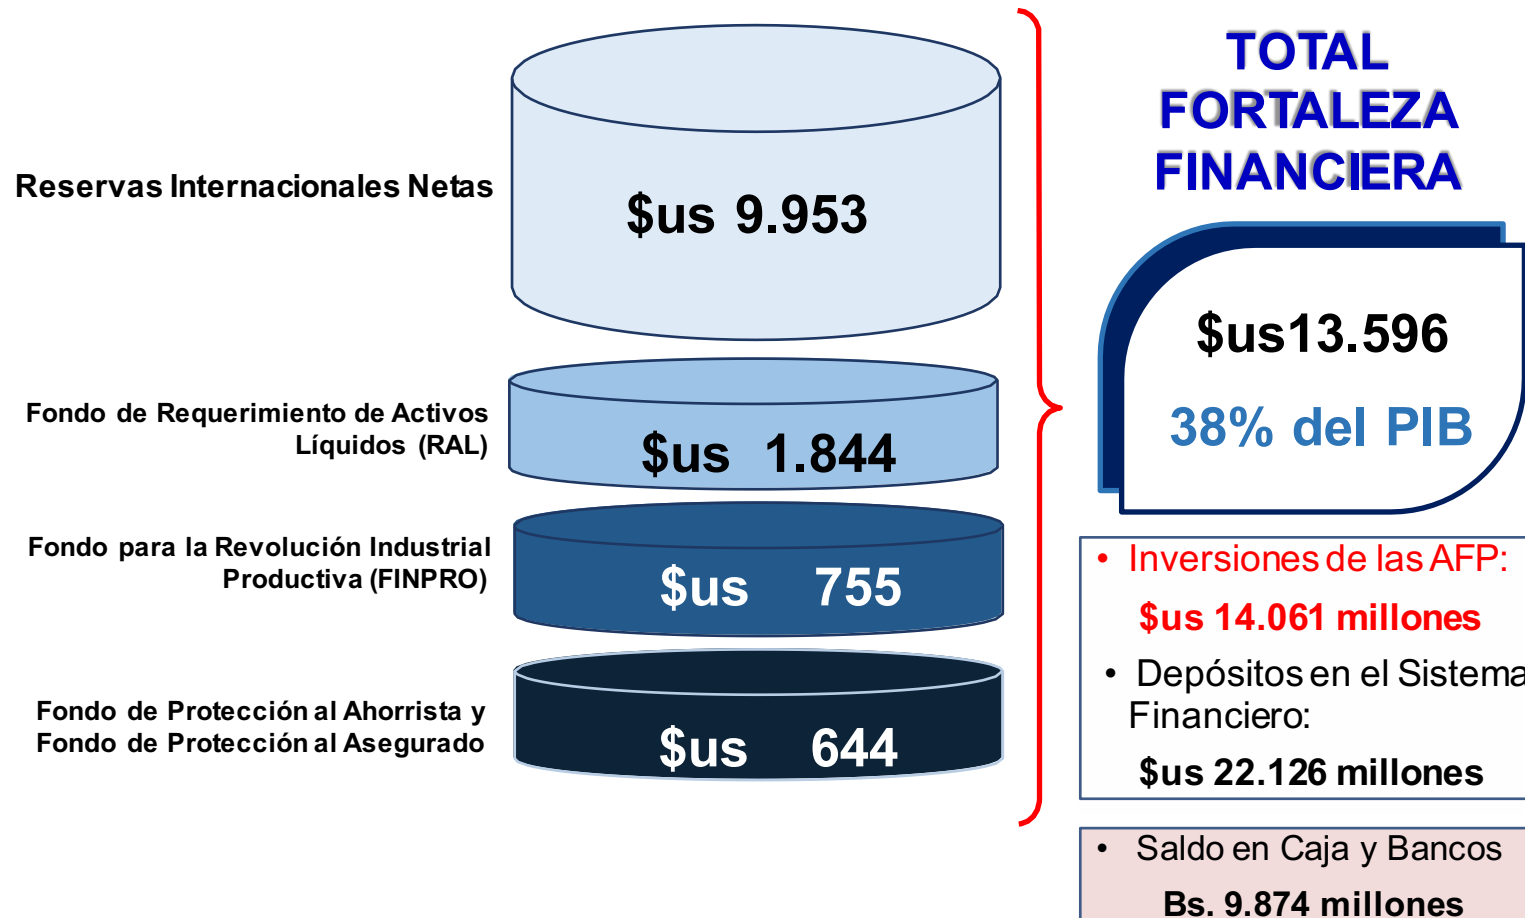 Reservas Internacionales Netas
$us 9.953
Fondo de Requerimiento de Activos
Líquidos (RAL)
$us 1.844
Fondo para la Revolución Industrial
Productiva (FINPRO)
$us 755
Fondo de Protección al Ahorrista y
Fondo de Protección al Asegurado
$us 644
TOTAL
FORTALEZA
FINANCIERA
$us13.596
38% del PIB
• Inversiones de las AFP:
$us 14.061 millones
• Depósitos en el Sistema
Financiero:
$us 22.126 millones
• Saldo en Caja y Bancos
Bs. 9.874 millones